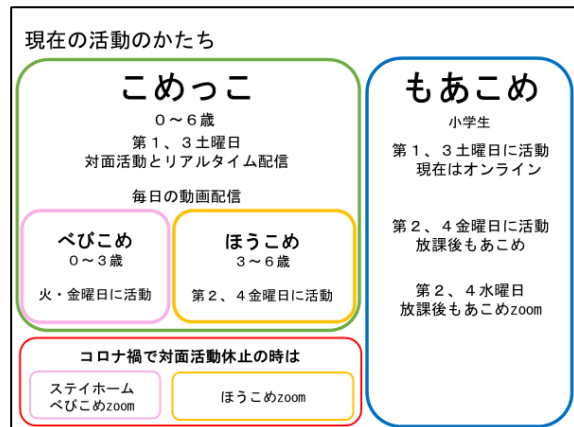 現在の活動のかたち
こめっこ
０～６歳
第１、３土曜日
対面活動とリアルタイム配信
毎日の動画配信
べびこめ
０～３歳
火・金曜日に活動
ほうこめ
３～６歳
第２、４金曜日に活動
コロナ禍で対面活動休止の時は
ステイホーム
べびこめzoom
ほうこめzoom
もあこめ
小学生
第１、３土曜日に活動
現在はオンライン
第２、４金曜日に活動
放課後もあこめ
第２、４水曜日
放課後もあこめzoom